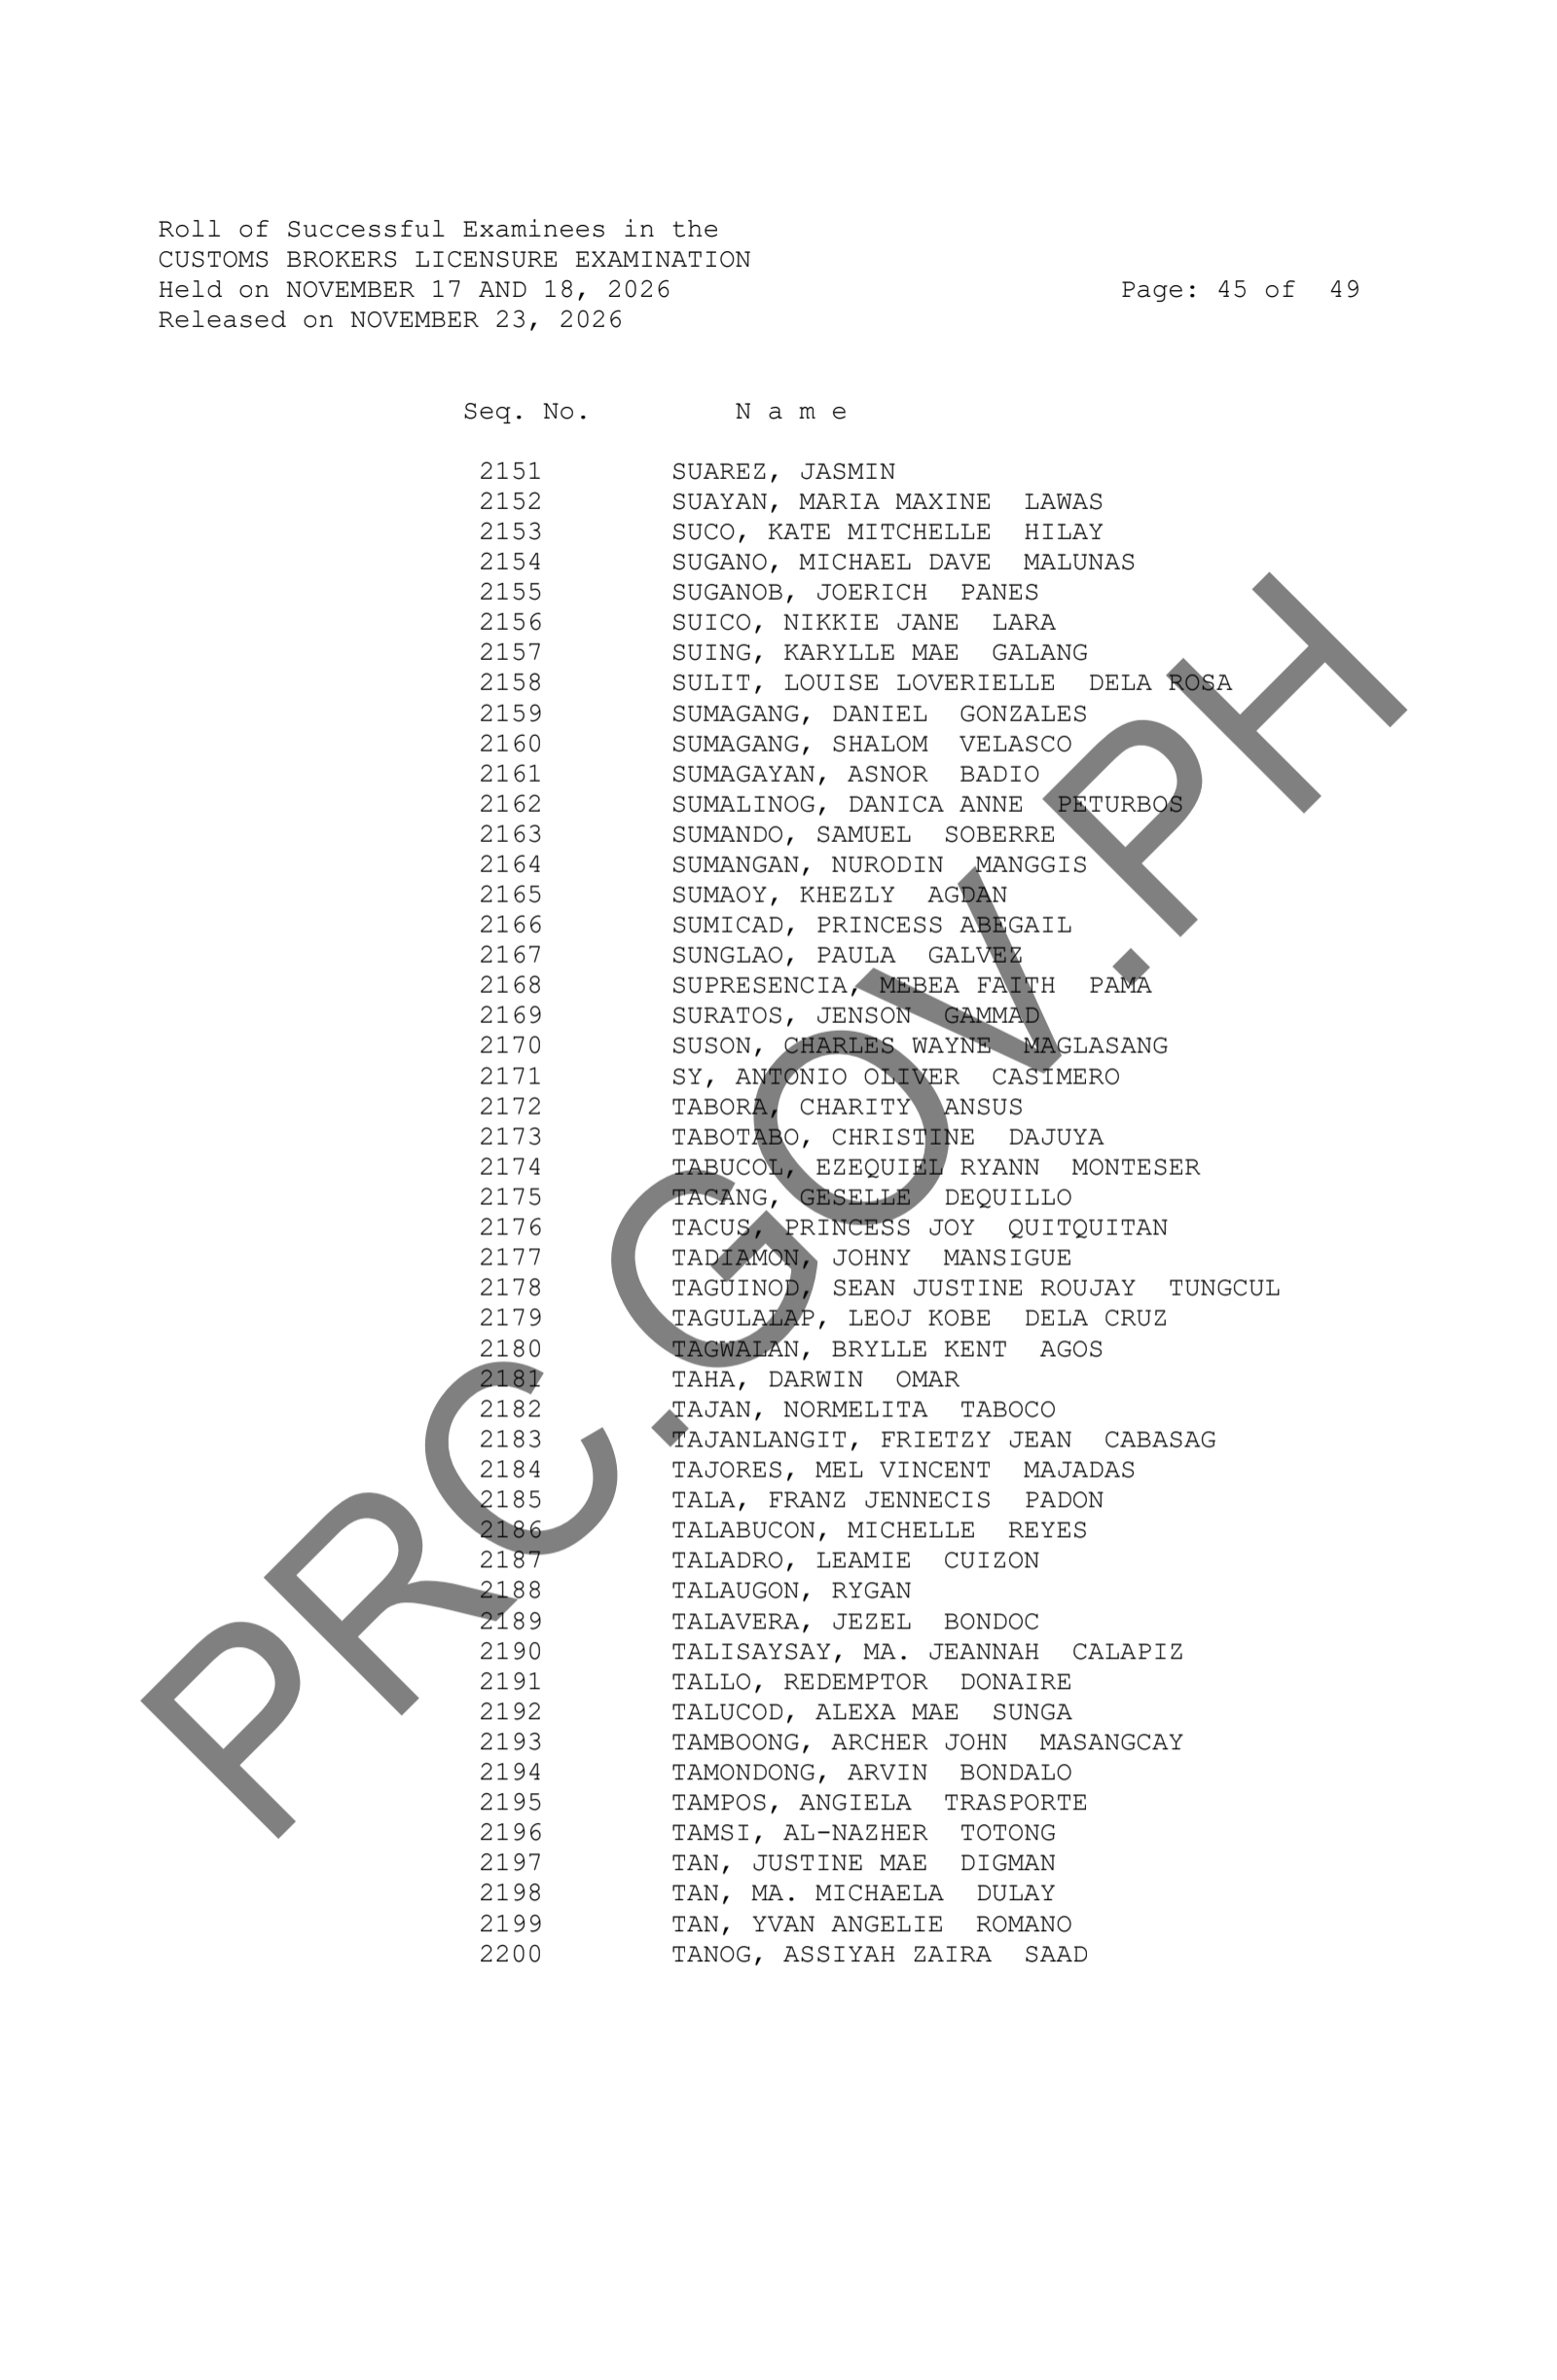 Roll of Successful Examinees in the
CUSTOMS BROKERS LICENSURE EXAMINATION
Held on NOVEMBER 17 AND 18, 2026 Page: 45 of 49
Released on NOVEMBER 23, 2026
Seq. No. N a m e
2151 SUAREZ, JASMIN
2152 SUAYAN, MARIA MAXINE LAWAS
2153 SUCO, KATE MITCHELLE HILAY
2154 SUGANO, MICHAEL DAVE MALUNAS
2155 SUGANOB, JOERICH PANES
2156 SUICO, NIKKIE JANE LARA
2157 SUING, KARYLLE MAE GALANG
2158 SULIT, LOUISE LOVERIELLE DELA ROSA
2159 SUMAGANG, DANIEL GONZALES
2160 SUMAGANG, SHALOM VELASCO
2161 SUMAGAYAN, ASNOR BADIO
2162 SUMALINOG, DANICA ANNE PETURBOS
2163 SUMANDO, SAMUEL SOBERRE
2164 SUMANGAN, NURODIN MANGGIS
2165 SUMAOY, KHEZLY AGDAN
2166 SUMICAD, PRINCESS ABEGAIL
2167 SUNGLAO, PAULA GALVEZ
2168 SUPRESENCIA, MEBEA FAITH PAMA
2169 SURATOS, JENSON GAMMAD
2170 SUSON, CHARLES WAYNE MAGLASANG
2171 SY, ANTONIO OLIVER CASIMERO
2172 TABORA, CHARITY ANSUS
2173 TABOTABO, CHRISTINE DAJUYA
2174 TABUCOL, EZEQUIEL RYANN MONTESER
2175 TACANG, GESELLE DEQUILLO
2176 TACUS, PRINCESS JOY QUITQUITAN
2177 TADIAMON, JOHNY MANSIGUE
2178 TAGUINOD, SEAN JUSTINE ROUJAY TUNGCUL
2179 TAGULALAP, LEOJ KOBE DELA CRUZ
2180 TAGWALAN, BRYLLE KENT AGOS
2181 TAHA, DARWIN OMAR
2182 TAJAN, NORMELITA TABOCO
2183 TAJANLANGIT, FRIETZY JEAN CABASAG
2184 TAJORES, MEL VINCENT MAJADAS
2185 TALA, FRANZ JENNECIS PADON
2186 TALABUCON, MICHELLE REYES
2187 TALADRO, LEAMIE CUIZON
2188 TALAUGON, RYGAN
2189 TALAVERA, JEZEL BONDOC
2190 TALISAYSAY, MA. JEANNAH CALAPIZ
2191 TALLO, REDEMPTOR DONAIRE
2192 TALUCOD, ALEXA MAE SUNGA
2193 TAMBOONG, ARCHER JOHN MASANGCAY
2194 TAMONDONG, ARVIN BONDALO
2195 TAMPOS, ANGIELA TRASPORTE
2196 TAMSI, AL-NAZHER TOTONG
2197 TAN, JUSTINE MAE DIGMAN
2198 TAN, MA. MICHAELA DULAY
2199 TAN, YVAN ANGELIE ROMANO
2200 TANOG, ASSIYAH ZAIRA SAAD
PRC.GOV.PH